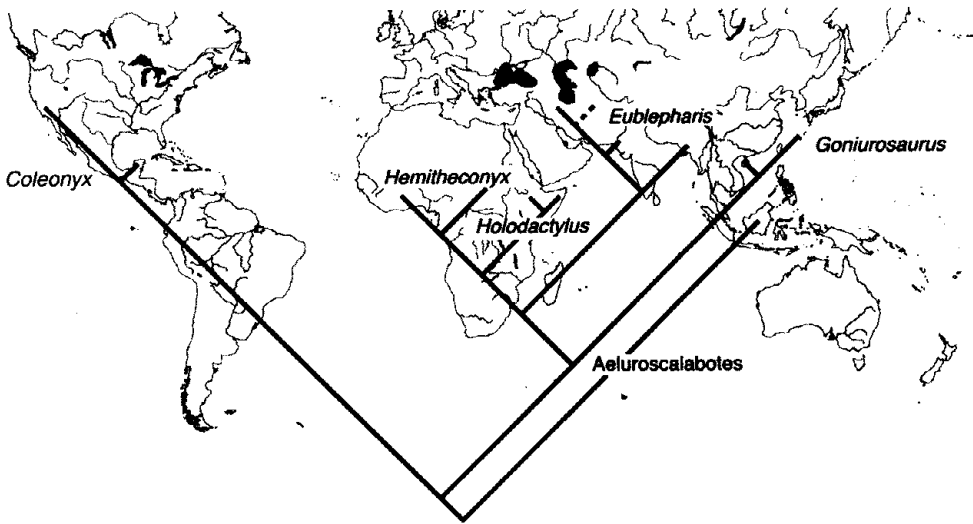 Eublepharis
Goniurosaurus
Coleonyx
Hemitheconyx
Holodactylus
Aeluroscalabotes